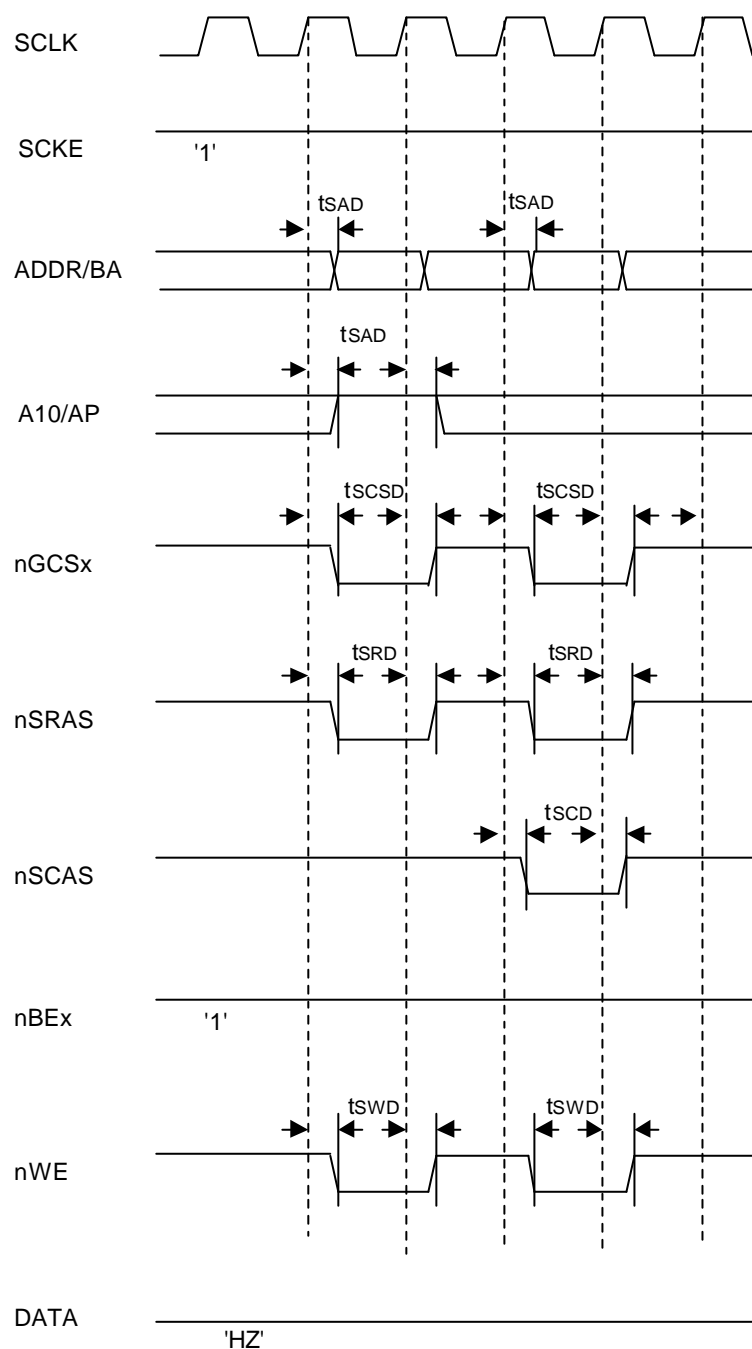 SCLK
SCKE
'1'
tSAD
tSAD
ADDR/BA
tSAD
A10/AP
tSCSD
tSCSD
nGCSx
tSRD
tSRD
nSRAS
tSCD
nSCAS
nBEx
'1'
tSWD
tSWD
nWE
DATA
'HZ'